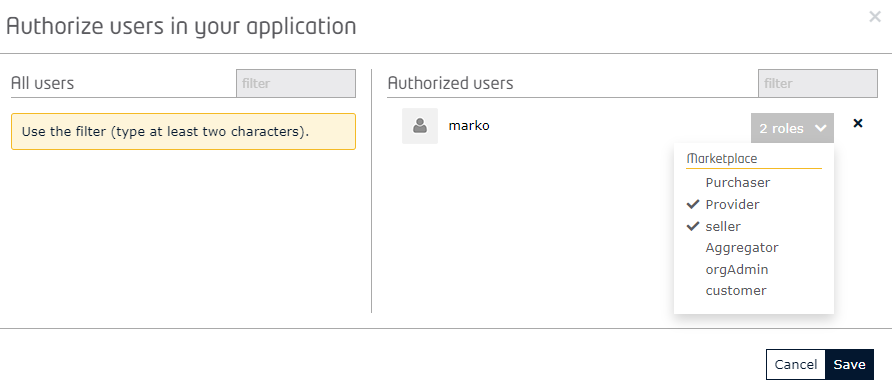 Authorize users in your application
×
All users
filter
Use the filter (type at least two characters).
Authorized users
filter
marko
2 roles
Marketplace
Purchaser
Provider
seller
Aggregator
orgAdmin
customer
Cancel
Save